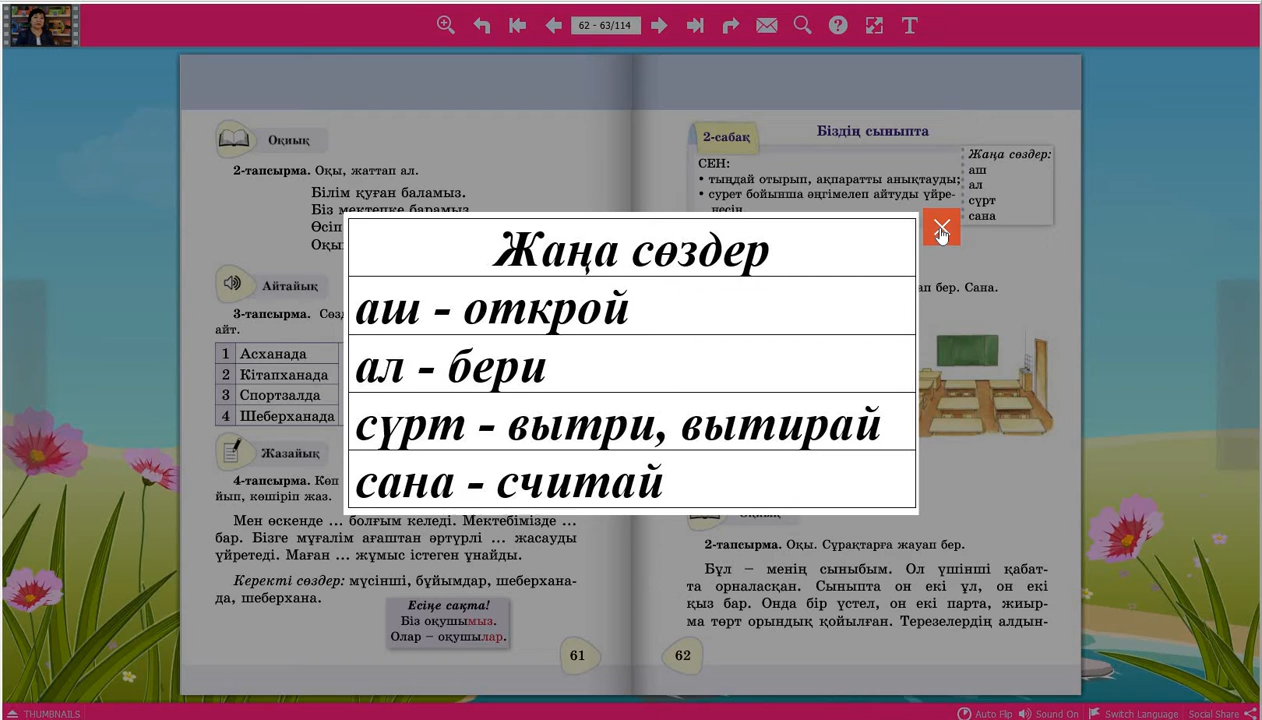 62 - 63/114
T
Оқиық
2-тапсырма. Оқы, жаттап ал.
Білім қуған баламыз.
Біз мектепке барамыз.
Өсіп
Оқы
Айтайық
3-тапсырма. Сөзд
айт.
1 Асханада
2 Кітапханада
3 Спортзалда
4 Шеберханада
Жазайық
4-тапсырма. Көп
йып, көшіріп жаз.
Мен өскенде ... болғым келеді. Мектебімізде ...
бар. Бізге мұғалім ағаштан әртүрлі ... жасауды
үйретеді. Маған ... жұмыс істеген ұнайды.
Керекті сөздер: мүсінші, бұйымдар, шеберхана-
да, шеберхана.
Есіңе сақта!
Біз оқушымыз.
Олар – оқушылар.
61
2-сабақ
Біздің сыныпта
СЕН:
• тыңдай отырып, ақпаратты анықтауды;
• сурет бойынша әңгімелеп айтуды үйре-
несің.
Жаңа сөздер:
аш
ал
сүрт
сана
ап бер. Сана.
Жаңа сөздер
аш - открой
ал - бери
сүрт - вытри, вытирай
сана - считай
Оқиық
2-тапсырма. Оқы. Сұрақтарға жауап бер.
Бұл – менің сыныбым. Ол үшінші қабат-
та орналасқан. Сыныпта он екі ұл, он екі
қыз бар. Онда бір үстел, он екі парта, жиыр-
ма төрт орындық қойылған. Терезелердің алдын-
62
THUMBNAILS
Auto Flip
Sound On
Switch Language
Social Share